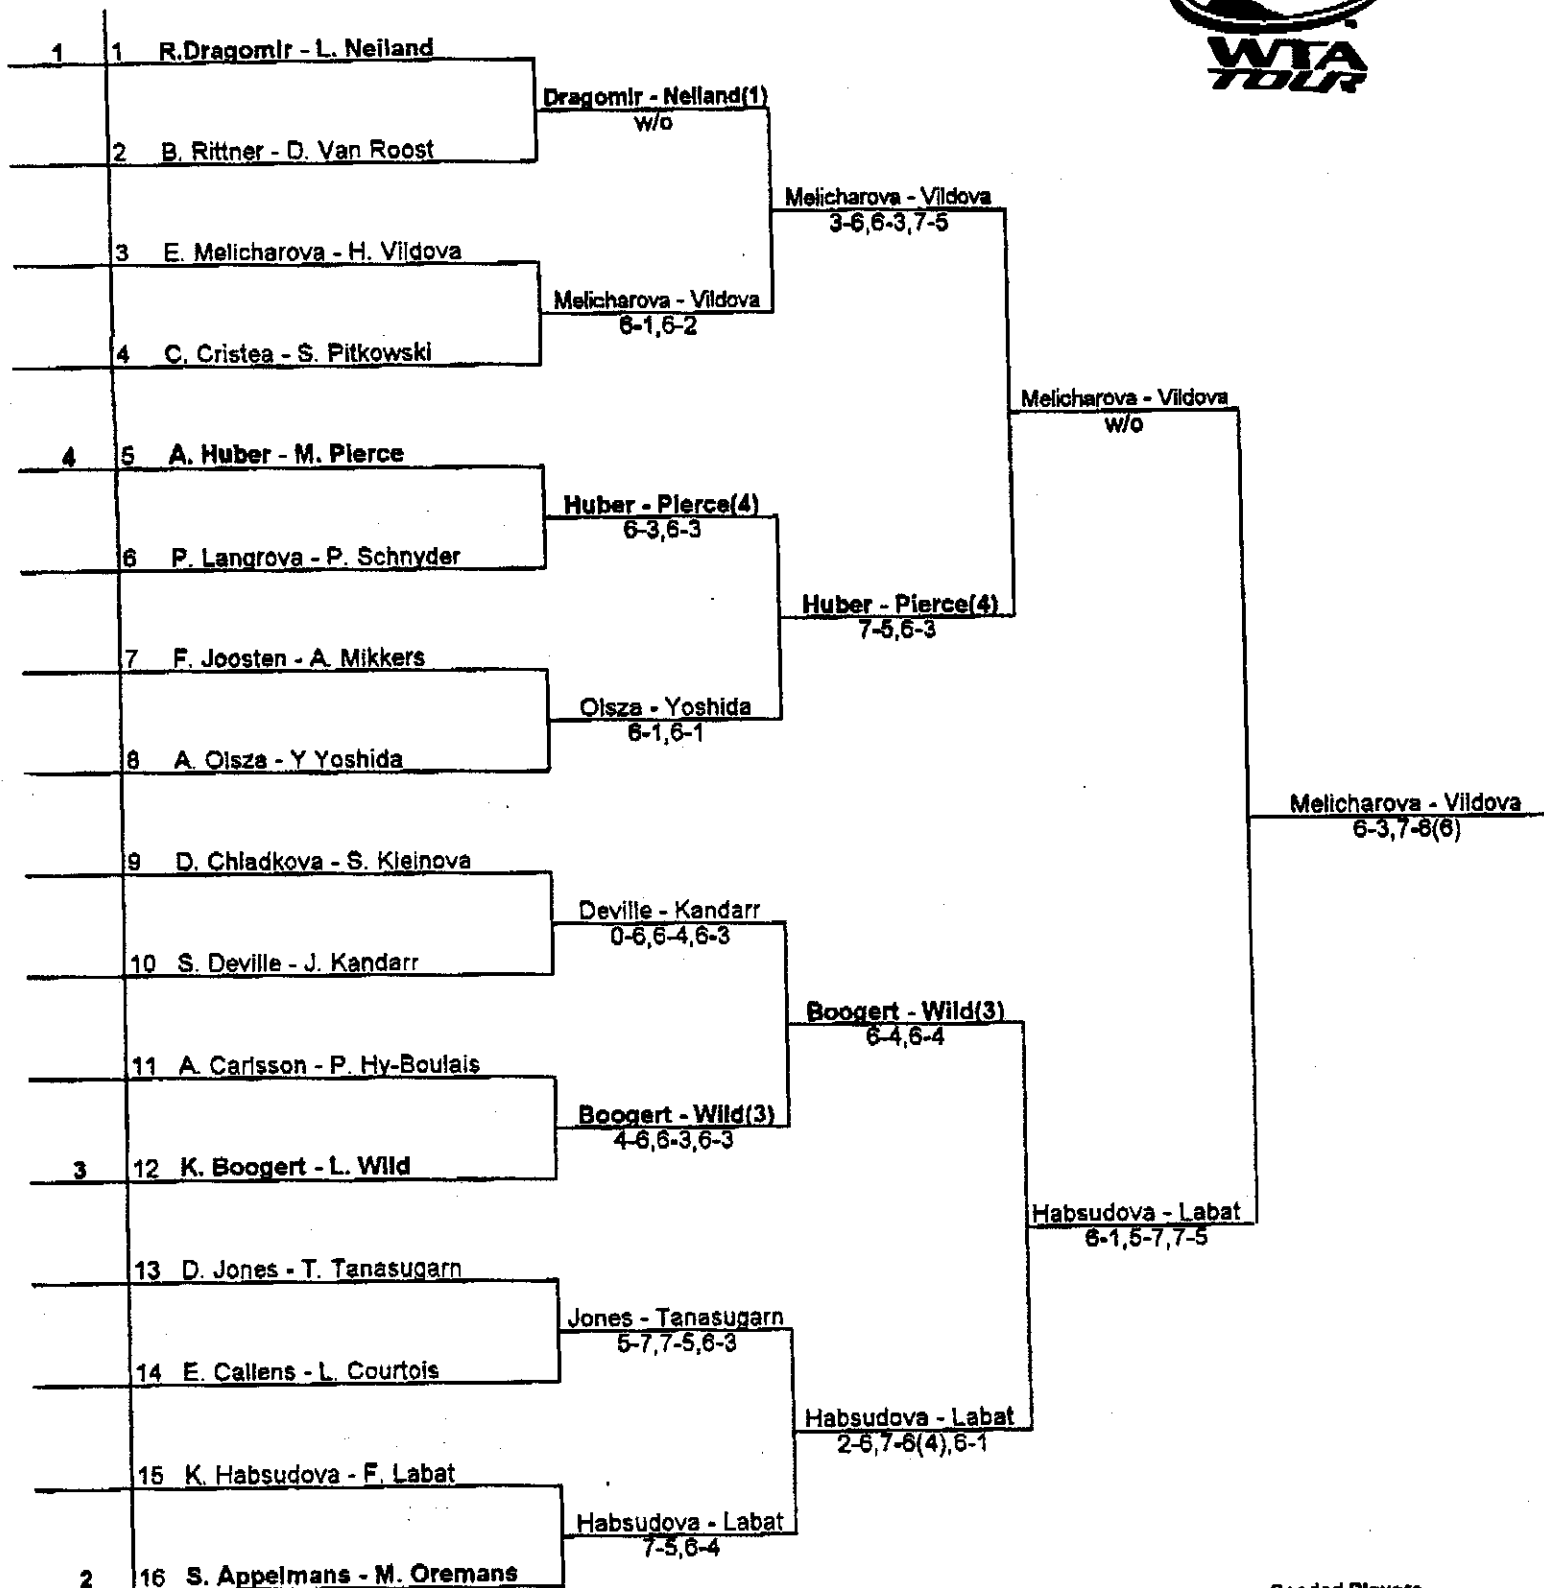 WTA
TOUR
1 1 R.Dragomir - L. Neiland
Dragomir - Neiland(1)
w/o
2 B. Rittner - D. Van Roost
Melicharova - Vildova
3-6,6-3,7-5
3 E. Melicharova - H. Vildova
Melicharova - Vildova
6-1,6-2
4 C. Cristea - S. Pitkowski
Melicharova - Vildova
w/o
4 5 A. Huber - M. Pierce
Huber - Pierce(4)
6-3,6-3
6 P. Langrova - P. Schnyder
Huber - Pierce(4)
7-5,6-3
7 F. Joosten - A. Mikkers
Olsza - Yoshida
6-1,6-1
8 A. Olsza - Y Yoshida
Melicharova - Vildova
6-3,7-6(6)
9 D. Chladkova - S. Kleinova
Deville - Kandarr
0-6,6-4,6-3
10 S. Deville - J. Kandarr
Boogert - Wild(3)
6-4,6-4
11 A. Carlsson - P. Hy-Boulais
Boogert - Wild(3)
4-6,6-3,6-3
3 12 K. Boogert - L. Wild
Habsudova - Labat
6-1,5-7,7-5
13 D. Jones - T. Tanasugarn
Jones - Tanasugarn
5-7,7-5,6-3
14 E. Callens - L. Courtois
Habsudova - Labat
2-6,7-6(4),6-1
15 K. Habsudova - F. Labat
Habsudova - Labat
7-5,6-4
2 16 S. Appelmans - M. Oremans
Seeded Players